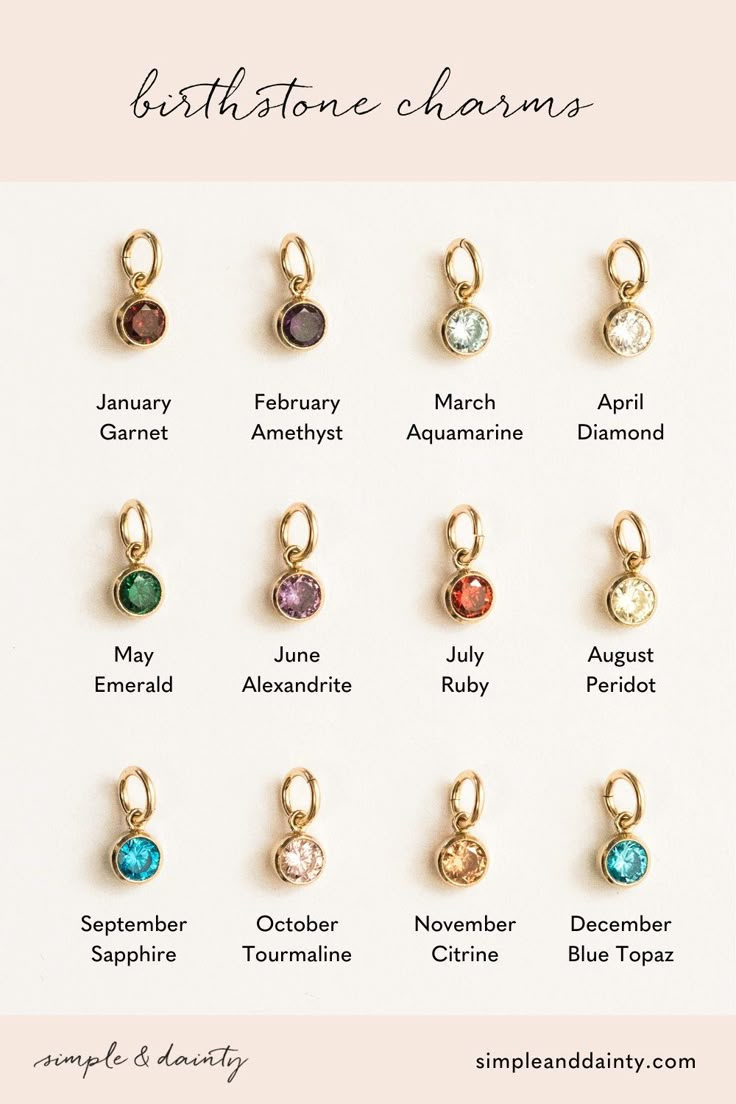 birthstone charms
January
Garnet
February
Amethyst
March
Aquamarine
April
Diamond
May
Emerald
June
Alexandrite
July
Ruby
August
Peridot
September
Sapphire
October
Tourmaline
November
Citrine
December
Blue Topaz
simple & dainty
simpleanddainty.com